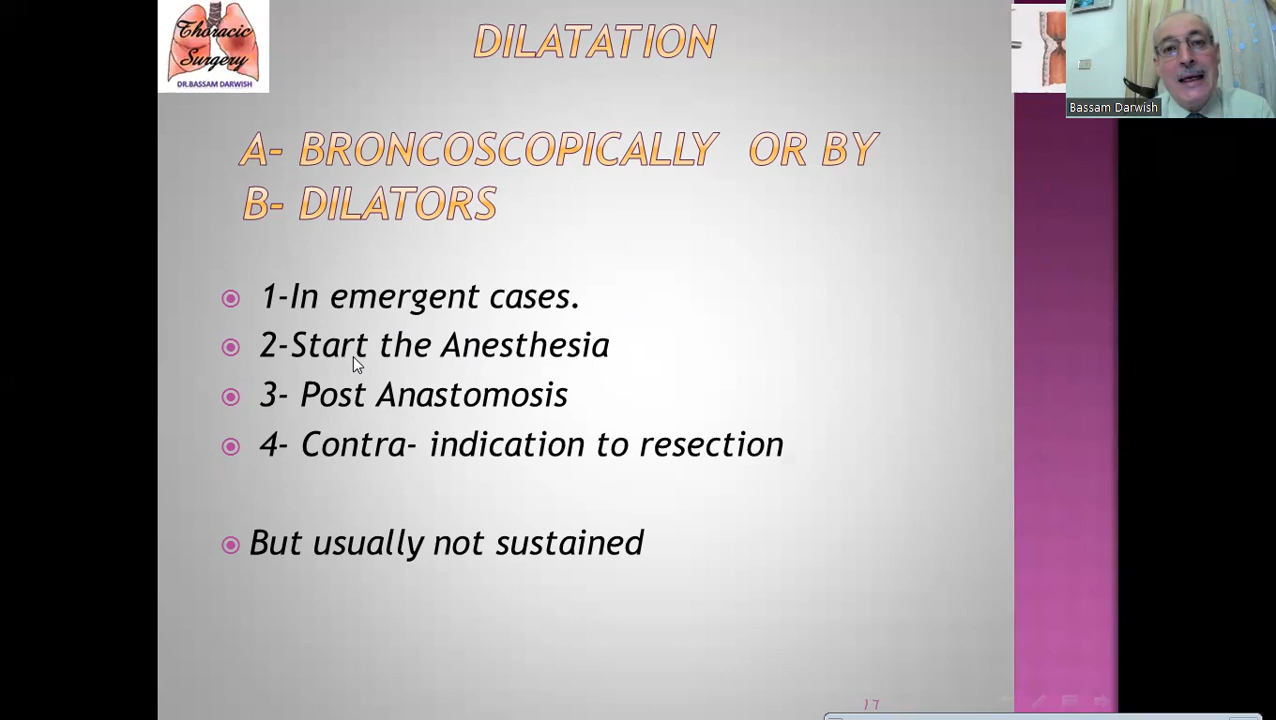 Thoracic
Surgery
DR.BASSAM DARWISH
DILATATION
Bassam Darwish
A- BRONCOSCOPICALLY OR BY
B- DILATORS
1-In emergent cases.
2-Start the Anesthesia
3- Post Anastomosis
4- Contra- indication to resection
But usually not sustained
١٦